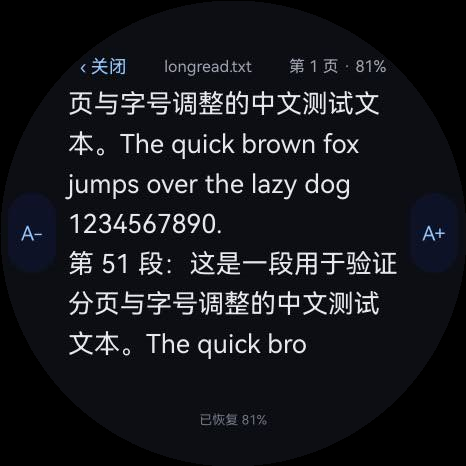 ‹ 关闭 longread.txt 第 1 页 · 81%
页与字号调整的中文测试文
本。The quick brown fox
jumps over the lazy dog
1234567890.
第 51 段：这是一段用于验证
分页与字号调整的中文测试
文本。The quick bro
A-
A+
已恢复 81%